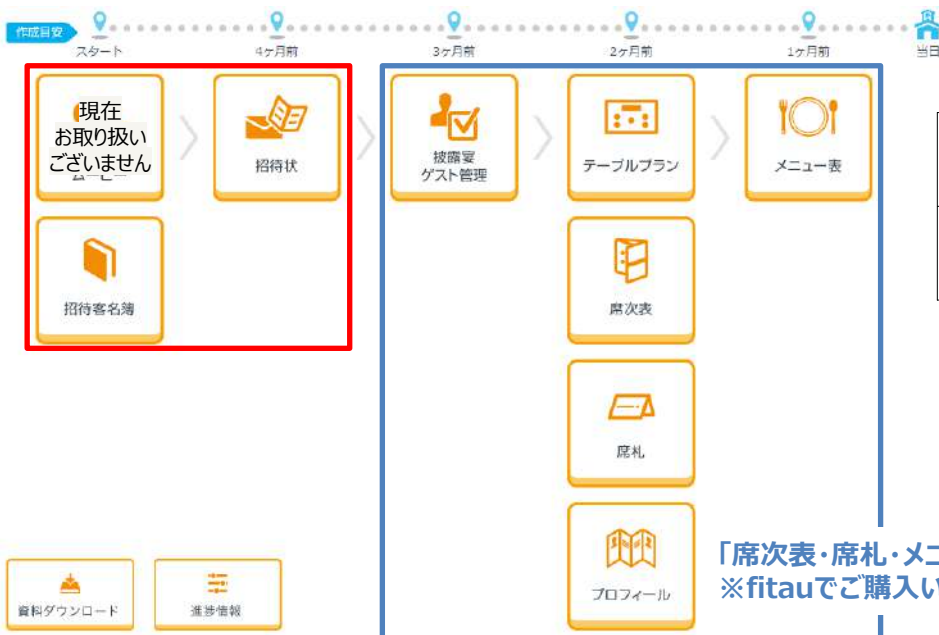 作成目安
スタート
4ヶ月前
3ヶ月前
2ヶ月前
1ヶ月前
当日
現在
お取り扱い
ございません
ムービー
招待状
披露宴
ゲスト管理
テーブルプラン
メニュー表
招待客名簿
席次表
席札
プロフィール
「席次表・席札・メニ
※fitauでご購入い
資料ダウンロード
進捗情報